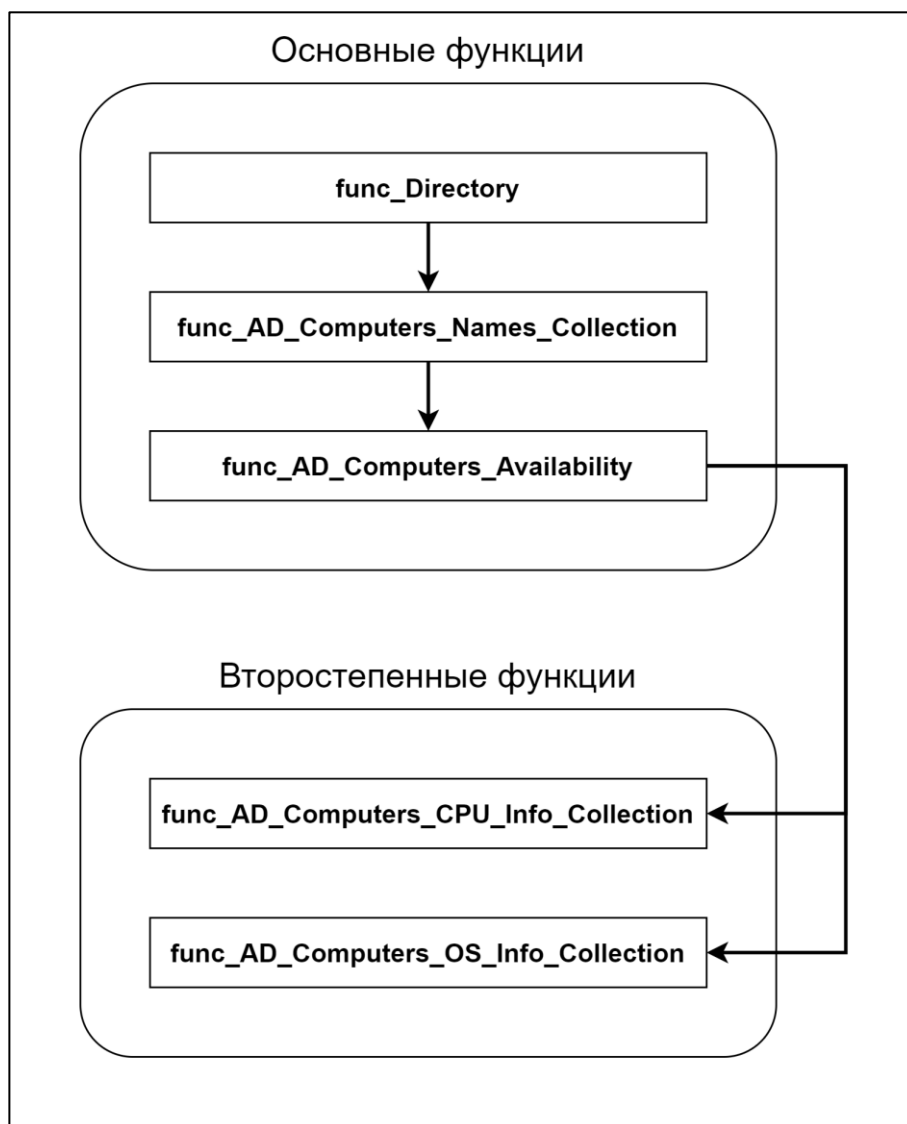 Основные функции
func_Directory
func_AD_Computers_Names_Collection
func_AD_Computers_Availability
Второстепенные функции
func_AD_Computers_CPU_Info_Collection
func_AD_Computers_OS_Info_Collection